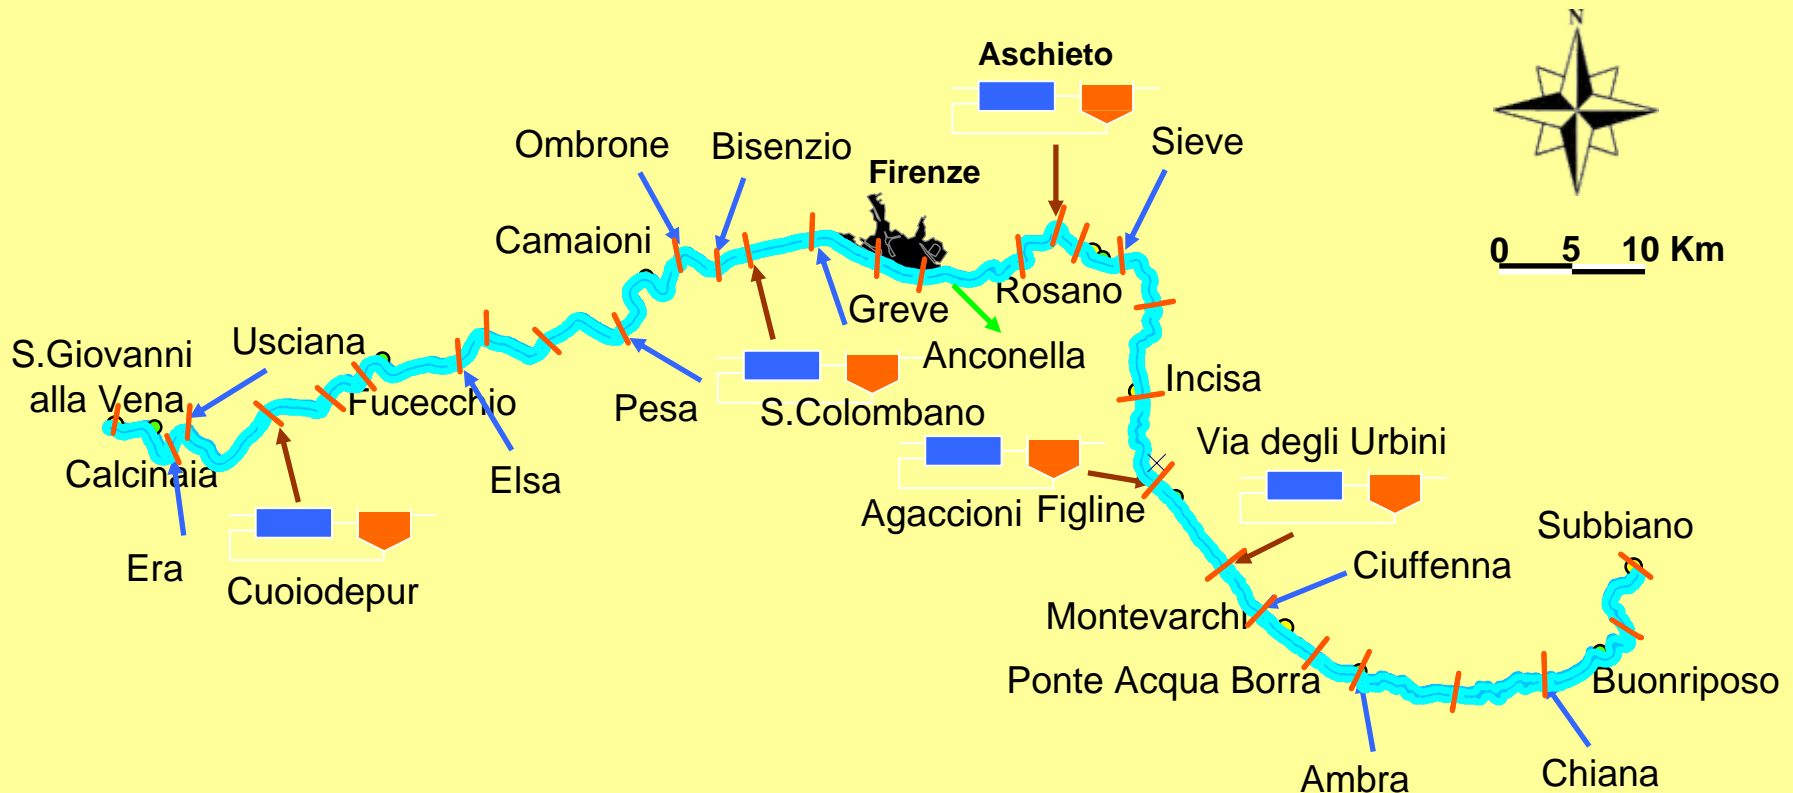 N
Aschieto
Ombrone
Bisenzio
Sieve
Firenze
Camaioni
0 5 10 Km
Rosano
Greve
S.Giovanni
alla Vena
Usciana
Anconella
Incisa
Fucecchio
Pesa
S.Colombano
Via degli Urbini
Calcinaia
Elsa
Agaccioni
Figline
Subbiano
Era
Cuoiodepur
Ciuffenna
Montevarchi
Ponte Acqua Borra
Buonriposo
Ambra
Chiana